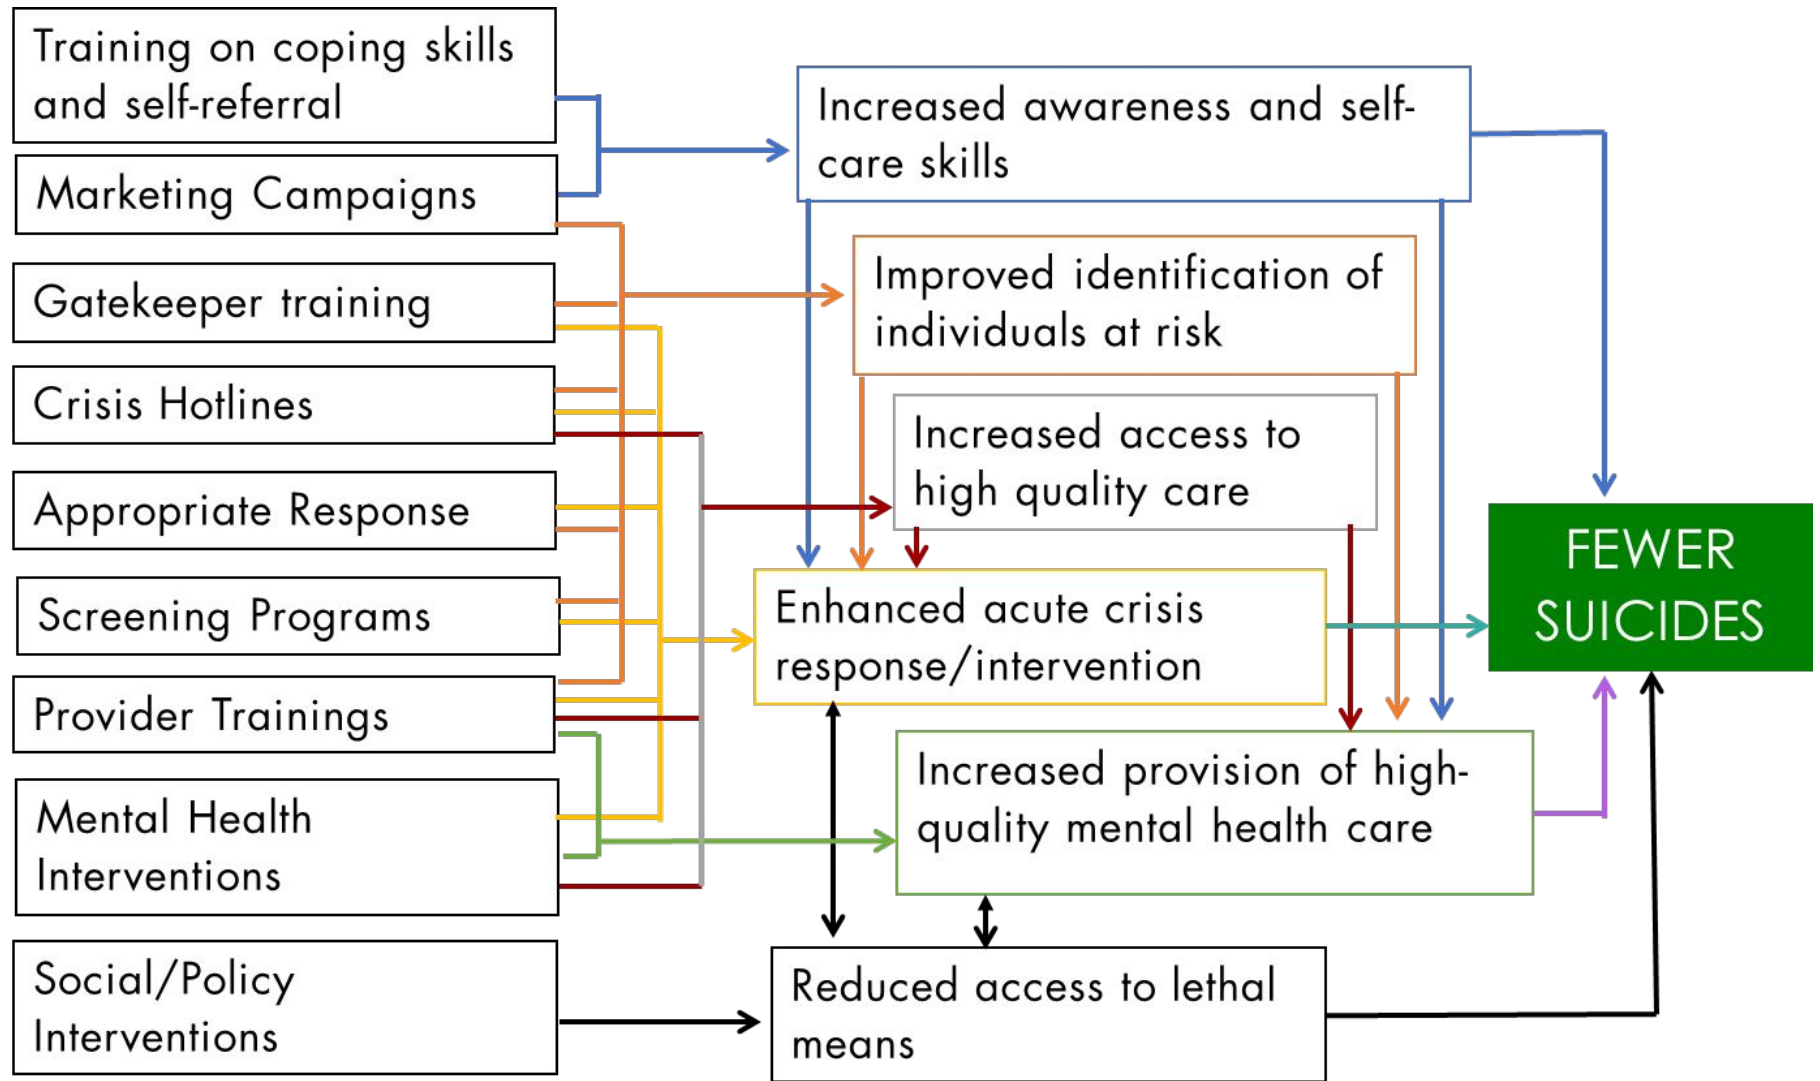 Training on coping skills
and self-referral
Marketing Campaigns
Gatekeeper training
Crisis Hotlines
Appropriate Response
Screening Programs
Provider Trainings
Mental Health
Interventions
Social/Policy
Interventions
Increased awareness and self-
care skills
Improved identification of
individuals at risk
Increased access to
high quality care
Enhanced acute crisis
response/intervention
Increased provision of high-
quality mental health care
Reduced access to lethal
means
FEWER
SUICIDES